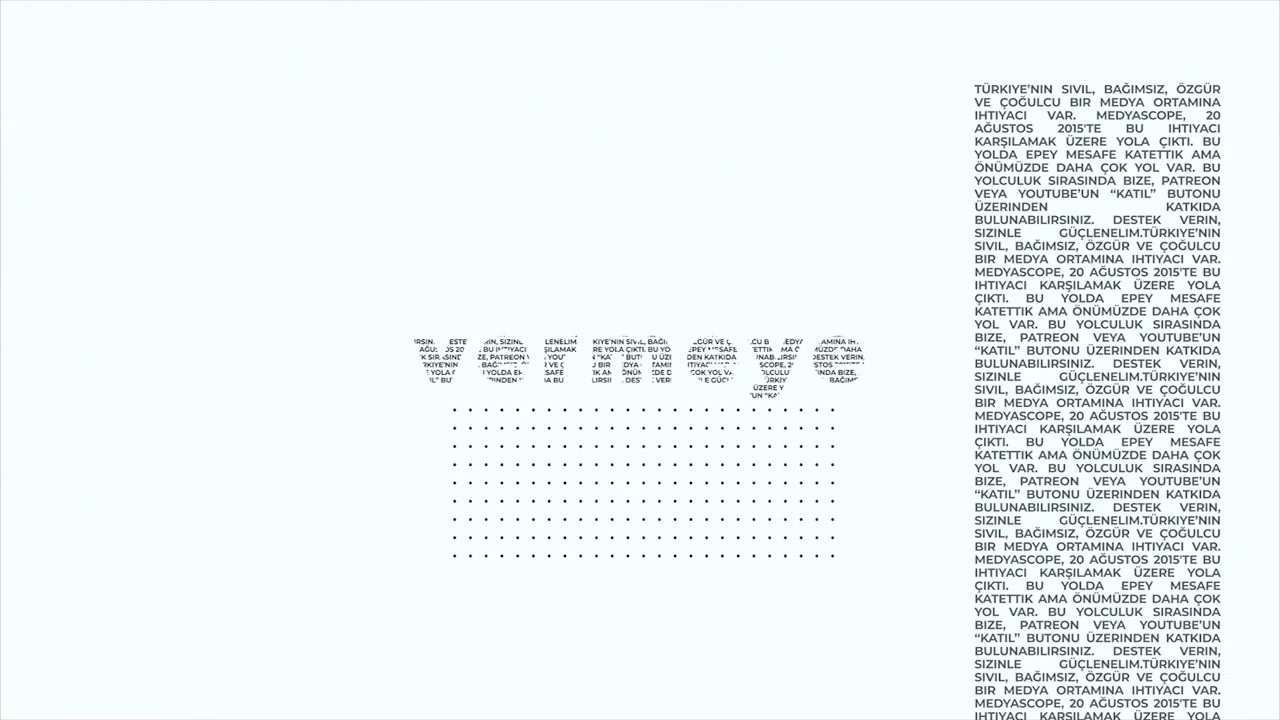 TÜRKIYE’NIN SIVIL, BAĞIMSIZ, ÖZGÜR
VE ÇOĞULCU BIR MEDYA ORTAMINA
IHTIYACI VAR. MEDYASCOPE, 20
AĞUSTOS 2015'TE BU IHTIYACI
KARŞILAMAK ÜZERE YOLA ÇIKTI. BU
YOLDA EPEY MESAFE KATETTIK AMA
ÖNÜMÜZDE DAHA ÇOK YOL VAR. BU
YOLCULUK SIRASINDA BIZE, PATREON
VEYA YOUTUBE’UN “KATIL” BUTONU
ÜZERINDEN KATKIDA
BULUNABILIRSINIZ. DESTEK VERIN,
SIZINLE GÜÇLENELIM.TÜRKIYE’NIN
SIVIL, BAĞIMSIZ, ÖZGÜR VE ÇOĞULCU
BIR MEDYA ORTAMINA IHTIYACI VAR.
MEDYASCOPE, 20 AĞUSTOS 2015'TE BU
IHTIYACI KARŞILAMAK ÜZERE YOLA
ÇIKTI. BU YOLDA EPEY MESAFE
KATETTIK AMA ÖNÜMÜZDE DAHA ÇOK
YOL VAR. BU YOLCULUK SIRASINDA
BIZE, PATREON VEYA YOUTUBE’UN
“KATIL” BUTONU ÜZERINDEN KATKIDA
BULUNABILIRSINIZ. DESTEK VERIN,
SIZINLE GÜÇLENELIM.TÜRKIYE’NIN
SIVIL, BAĞIMSIZ, ÖZGÜR VE ÇOĞULCU
BIR MEDYA ORTAMINA IHTIYACI VAR.
MEDYASCOPE, 20 AĞUSTOS 2015'TE BU
IHTIYACI KARŞILAMAK ÜZERE YOLA
ÇIKTI. BU YOLDA EPEY MESAFE
KATETTIK AMA ÖNÜMÜZDE DAHA ÇOK
YOL VAR. BU YOLCULUK SIRASINDA
BIZE, PATREON VEYA YOUTUBE’UN
“KATIL” BUTONU ÜZERINDEN KATKIDA
BULUNABILIRSINIZ. DESTEK VERIN,
SIZINLE GÜÇLENELIM.TÜRKIYE’NIN
SIVIL, BAĞIMSIZ, ÖZGÜR VE ÇOĞULCU
BIR MEDYA ORTAMINA IHTIYACI VAR.
MEDYASCOPE, 20 AĞUSTOS 2015'TE BU
IHTIYACI KARŞILAMAK ÜZERE YOLA
ÇIKTI. BU YOLDA EPEY MESAFE
KATETTIK AMA ÖNÜMÜZDE DAHA ÇOK
YOL VAR. BU YOLCULUK SIRASINDA
BIZE, PATREON VEYA YOUTUBE’UN
“KATIL” BUTONU ÜZERINDEN KATKIDA
BULUNABILIRSINIZ. DESTEK VERIN,
SIZINLE GÜÇLENELIM.TÜRKIYE’NIN
SIVIL, BAĞIMSIZ, ÖZGÜR VE ÇOĞULCU
BIR MEDYA ORTAMINA IHTIYACI VAR.
MEDYASCOPE, 20 AĞUSTOS 2015'TE BU
IHTIYACI KARŞILAMAK ÜZERE YOLA